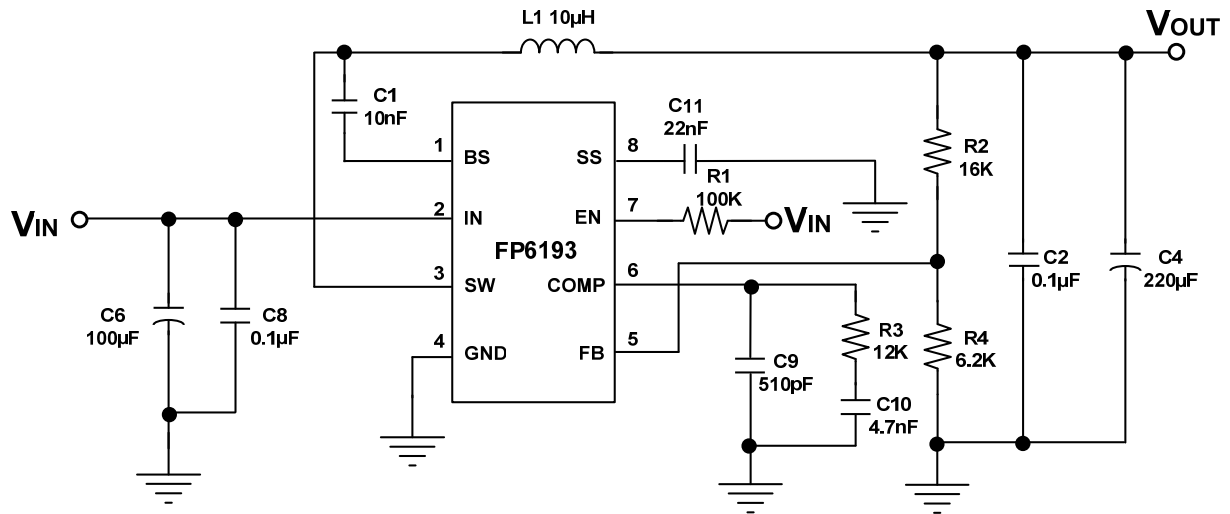 L1 10µH
VOUT
C1
10nF
C11
22nF
1
BS
SS
8
R2
16K
R1
100K
VIN
2
IN
EN
7
VIN
FP6193
3
SW
COMP
6
C2
0.1µF
C4
220µF
C6
100µF
C8
0.1µF
4
GND
FB
5
R3
12K
R4
6.2K
C9
510pF
C10
4.7nF